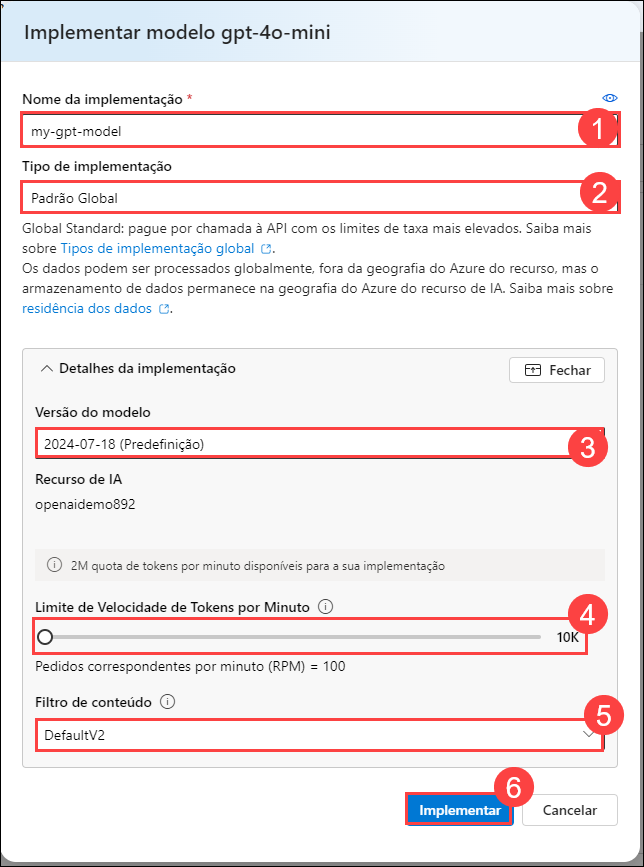 Implementar modelo gpt-4o-mini
Nome da implementação *
my-gpt-model
1
Tipo de implementação
Padrão Global
2
Global Standard: pague por chamada à API com os limites de taxa mais elevados. Saiba mais
sobre Tipos de implementação global.
Os dados podem ser processados globalmente, fora da geografia do Azure do recurso, mas o
armazenamento de dados permanece na geografia do Azure do recurso de IA. Saiba mais sobre
residência dos dados.
Detalhes da implementação
Fechar
Versão do modelo
2024-07-18 (Predefinição)
3
Recurso de IA
openaidemo892
2M quota de tokens por minuto disponíveis para a sua implementação
Limite de Velocidade de Tokens por Minuto
4
10K
Pedidos correspondentes por minuto (RPM) = 100
Filtro de conteúdo
5
DefaultV2
6
Implementar
Cancelar